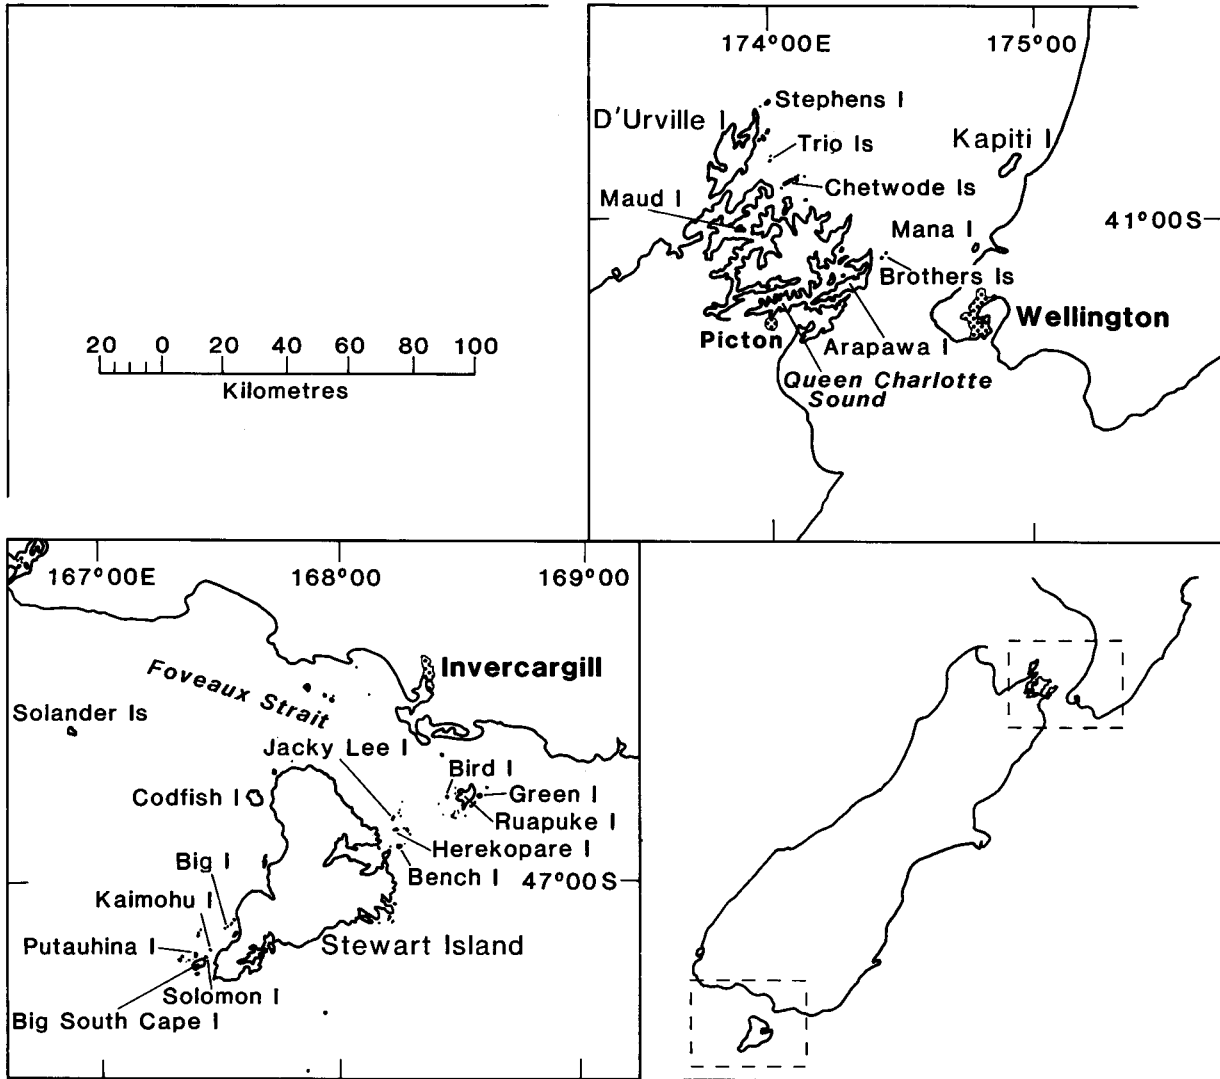 174°00E 175°00
Stephens I
D'Urville I
Trio Is
Kapiti I
Chetwode Is
Maud I
41°00S
Mana I
Brothers Is
Wellington
Picton
Arapawa I
Queen Charlotte
Sound
20 0 20 40 60 80 100
Kilometres
167°00E 168°00 169°00
Invercargill
Foveaux Strait
Solander Is
Jacky Lee I
Bird I
Codfish I
Green I
Ruapuke I
Herekopare I
Big I
Bench I
47°00S
Kaimohu I
Putauhina I
Stewart Island
Solomon I
Big South Cape I